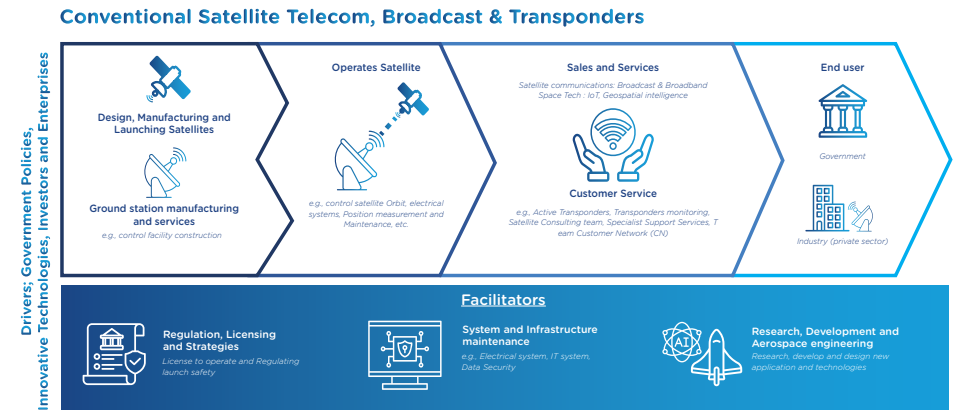 Conventional Satellite Telecom, Broadcast & Transponders
Drivers; Government Policies,
Innovative Technologies, Investors and Enterprises
Design, Manufacturing and
Launching Satellites
Ground station manufacturing
and services
e.g., control facility construction
Operates Satellite
e.g., control satellite Orbit, electrical
systems, Position measurement and
Maintenance, etc.
Sales and Services
Satellite communications: Broadcast & Broadband
Space Tech : IoT, Geospatial intelligence
Customer Service
e.g., Active Transponders, Transponders monitoring,
Satellite Consulting team, Specialist Support Services, T
eam Customer Network (CN)
End user
Government
Industry (private sector)
Facilitators
Regulation, Licensing
and Strategies
License to operate and Regulating
launch safety
System and Infrastructure
maintenance
e.g., Electrical system, IT system,
Data Security
AI
Research, Development and
Aerospace engineering
Research, develop and design new
application and technologies